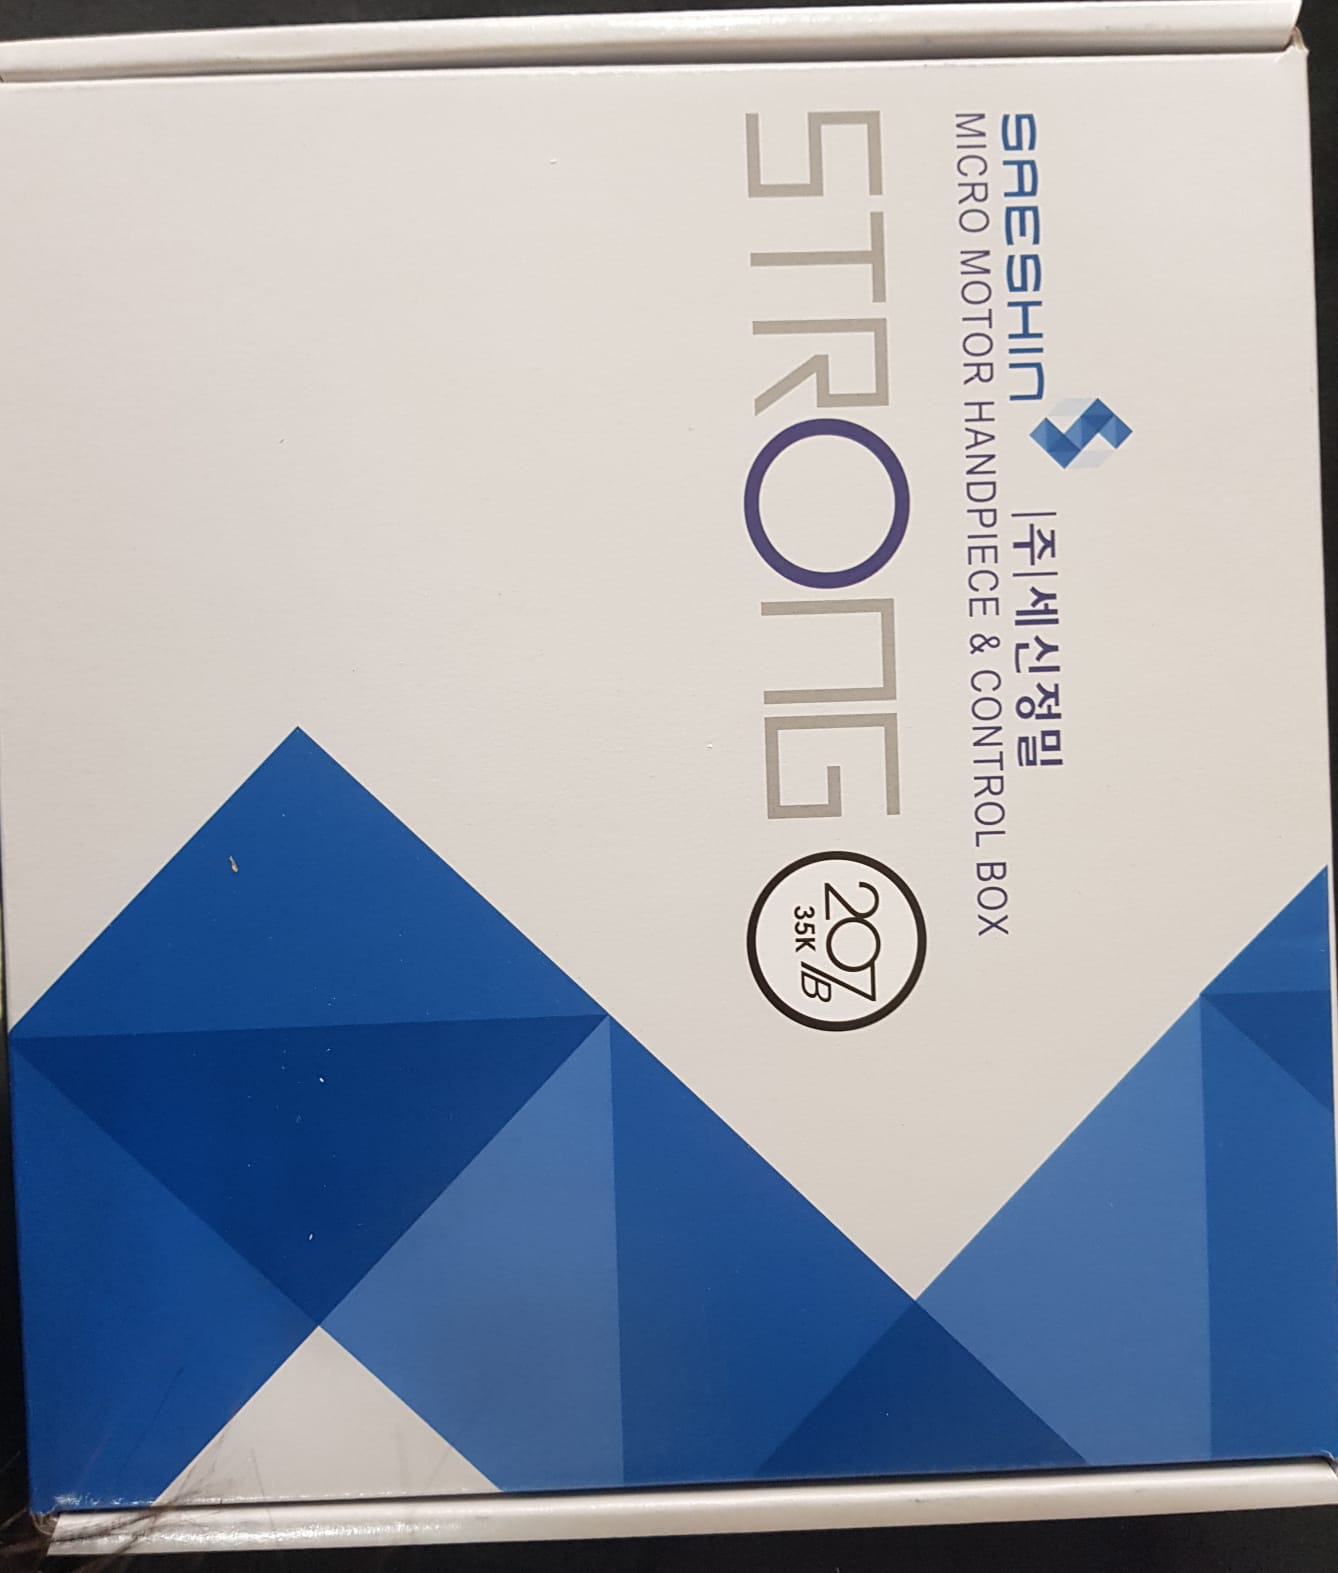 SAESHIN |주|세신정밀
MICRO MOTOR HANDPIECE & CONTROL BOX
STRONG
207/B
35K